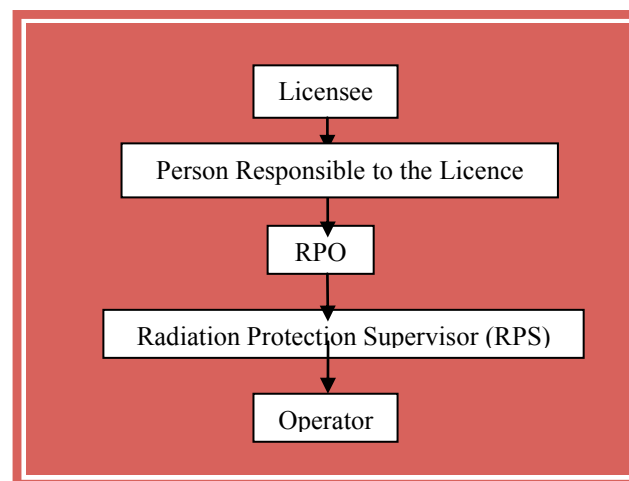 Licensee
Person Responsible to the Licence
RPO
Radiation Protection Supervisor (RPS)
Operator